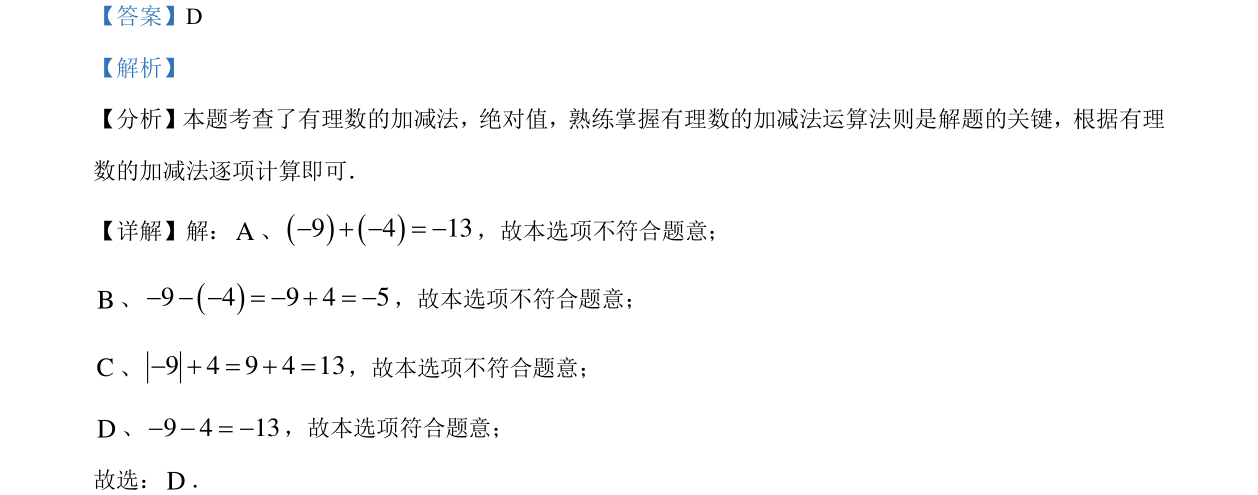 【答案】D
【解析】
【分析】本题考查了有理数的加减法，绝对值，熟练掌握有理数的加减法运算法则是解题的关键，根据有理
数的加减法逐项计算即可．
【详解】解：A、(−9)+(−4)=−13，故本选项不符合题意；
B、−9−(−4)=−9+4=−5，故本选项不符合题意；
C、|−9|+4=9+4=13，故本选项不符合题意；
D、−9−4=−13，故本选项符合题意；
故选：D．